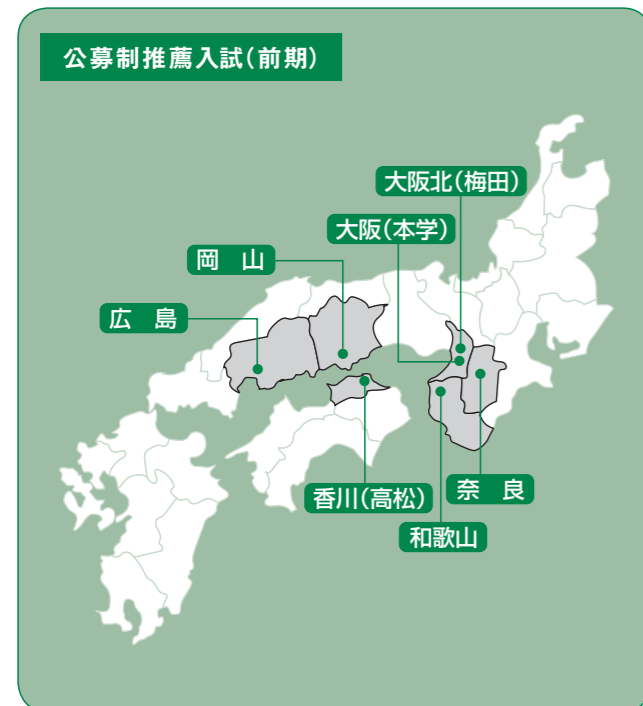 公募制推薦入試(前期)
大阪北(梅田)
大阪(本学)
岡　山
広　島
香川(高松)
奈　良
和歌山